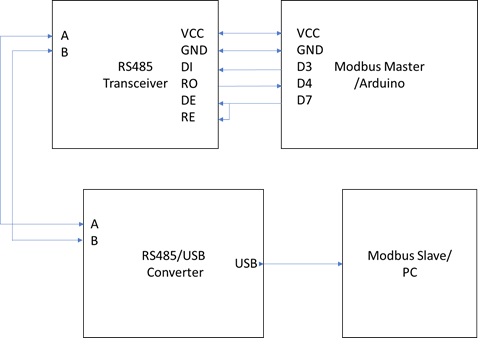 A
B
RS485
Transceiver
VCC
GND
DI
RO
DE
RE
VCC
GND
D3
D4
D7
Modbus Master
/Arduino
A
B
RS485/USB
Converter
USB
Modbus Slave/
PC